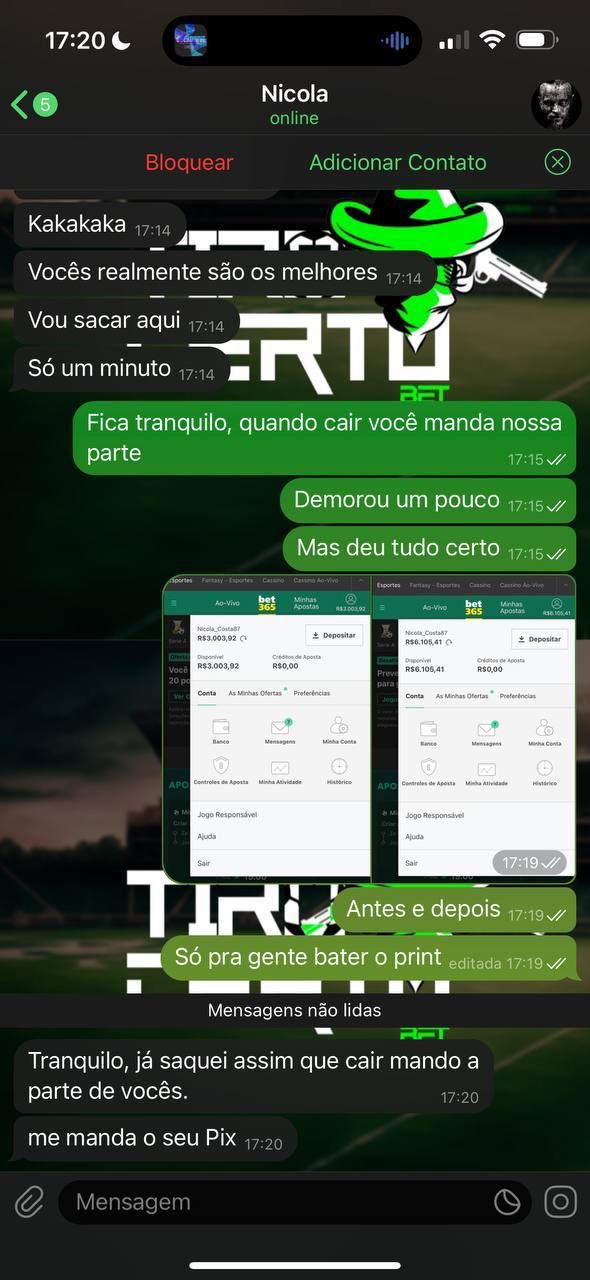 17:20
5
Nicola
online
Bloquear
Adicionar Contato
Kakakaka 17:14
Vocês realmente são os melhores 17:14
Vou sacar aqui 17:14
Só um minuto 17:14
CERTO
BET
Fica tranquilo, quando cair você manda nossa
parte 17:15
Demorou um pouco 17:15
Mas deu tudo certo 17:15
Esportes Fantasy - Esportes Cassino Cassino Ao-Vivo
Ao-Vivo bet365 Minhas Apostas R$3.003,92
Nicola_Costa87
R$3.003,92
Depositar
Disponível Créditos de Aposta
R$3.003,92 R$0,00
Conta As Minhas Ofertas Preferências
Banco Mensagens Minha Conta
Controles de Aposta Minha Atividade Histórico
Jogo Responsável
Ajuda
Sair
Esportes Fantasy - Esportes Cassino Cassino Ao-Vivo
Ao-Vivo bet365 Minhas Apostas R$6.105,41
Nicola_Costa87
R$6.105,41
Depositar
Disponível Créditos de Aposta
R$6.105,41 R$0,00
Conta As Minhas Ofertas Preferências
Banco Mensagens Minha Conta
Controles de Aposta Minha Atividade Histórico
Jogo Responsável
Ajuda
Sair
17:19
TIRO
Antes e depois 17:19
Só pra gente bater o print editada 17:19
Mensagens não lidas
Tranquilo, já saquei assim que cair mando a
parte de vocês. 17:20
me manda o seu Pix 17:20
Mensagem